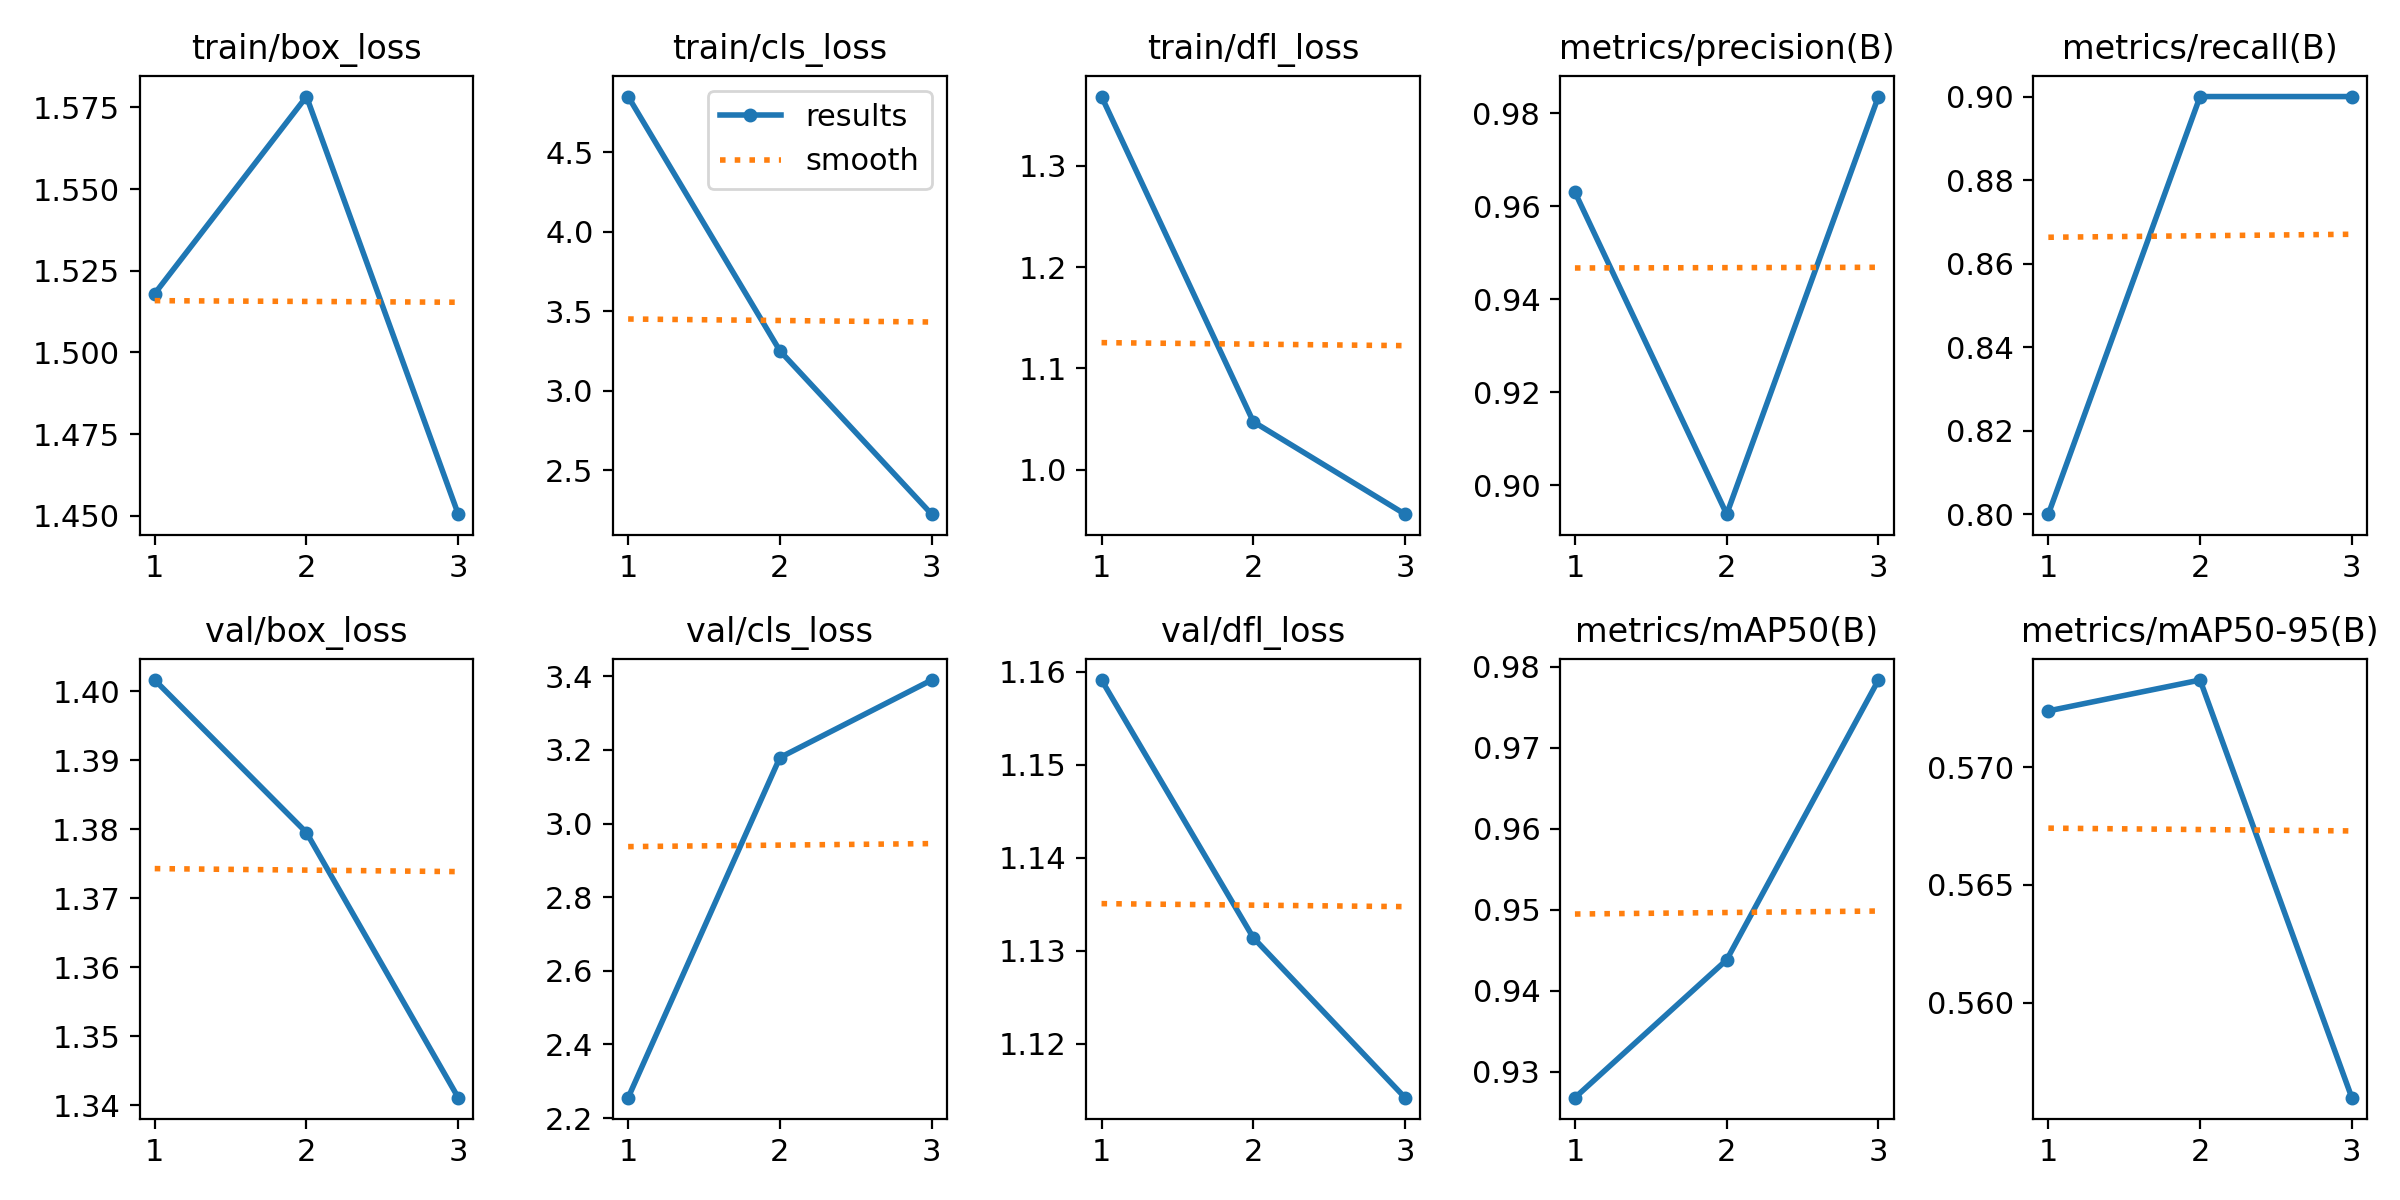 train/box_loss
1.575
1.550
1.525
1.500
1.475
1.450
1 2 3
train/cls_loss
results
smooth
4.5
4.0
3.5
3.0
2.5
1 2 3
train/dfl_loss
1.3
1.2
1.1
1.0
1 2 3
metrics/precision(B)
0.98
0.96
0.94
0.92
0.90
1 2 3
metrics/recall(B)
0.90
0.88
0.86
0.84
0.82
0.80
1 2 3
val/box_loss
1.40
1.39
1.38
1.37
1.36
1.35
1.34
1 2 3
val/cls_loss
3.4
3.2
3.0
2.8
2.6
2.4
2.2
1 2 3
val/dfl_loss
1.16
1.15
1.14
1.13
1.12
1 2 3
metrics/mAP50(B)
0.98
0.97
0.96
0.95
0.94
0.93
1 2 3
metrics/mAP50-95(B)
0.570
0.565
0.560
1 2 3